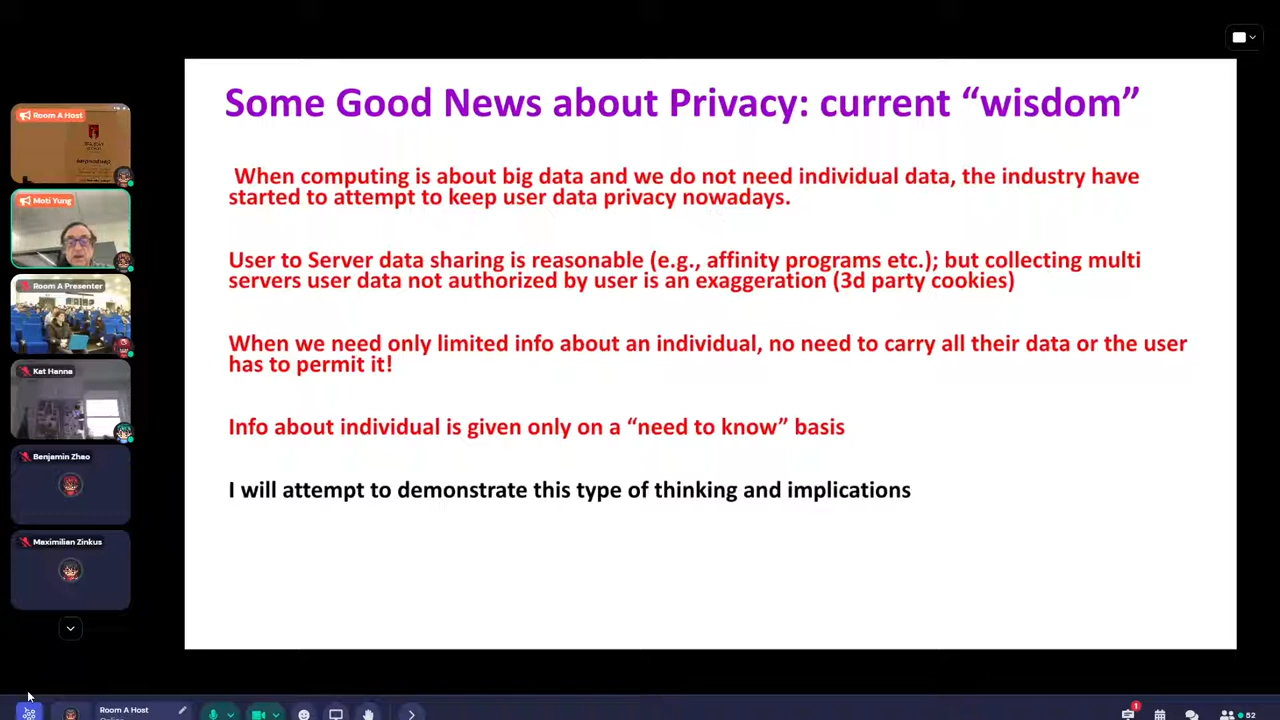 Some Good News about Privacy: current “wisdom”
When computing is about big data and we do not need individual data, the industry have
started to attempt to keep user data privacy nowadays.
User to Server data sharing is reasonable (e.g., affinity programs etc.); but collecting multi
servers user data not authorized by user is an exaggeration (3d party cookies)
When we need only limited info about an individual, no need to carry all their data or the user
has to permit it!
Info about individual is given only on a “need to know” basis
I will attempt to demonstrate this type of thinking and implications
Room A Host
Moti Yung
Room A Presenter
Kat Hanna
Benjamin Zhao
Maximilian Zinkus
Room A Host
1
52